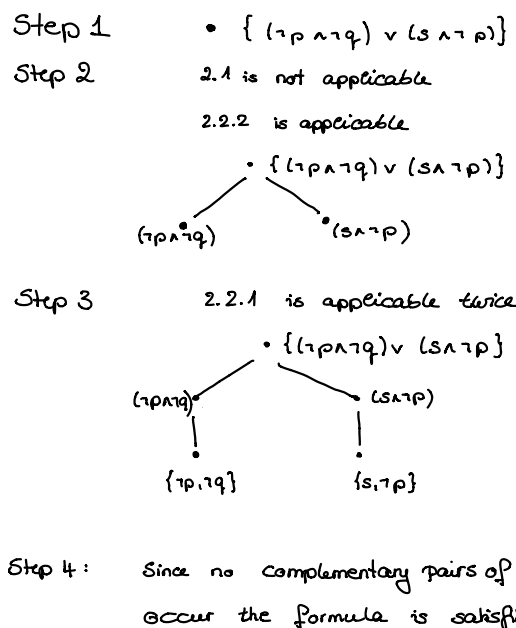 Step 1 • { (¬p ∧ ¬q) ∨ (s ∧ ¬p)}
Step 2 2.1 is not applicable
2.2.2 is applicable
• {(¬p∧¬q) ∨ (s∧¬p)}
(¬p∧¬q) (s∧¬p)
Step 3 2.2.1 is applicable twice
• {(¬p∧¬q)∨ (s∧¬p}
(¬p∧¬q) (s∧¬p)
{¬p,¬q} {s,¬p}
Step 4: Since no complementary pairs of
occur the formula is satisfi